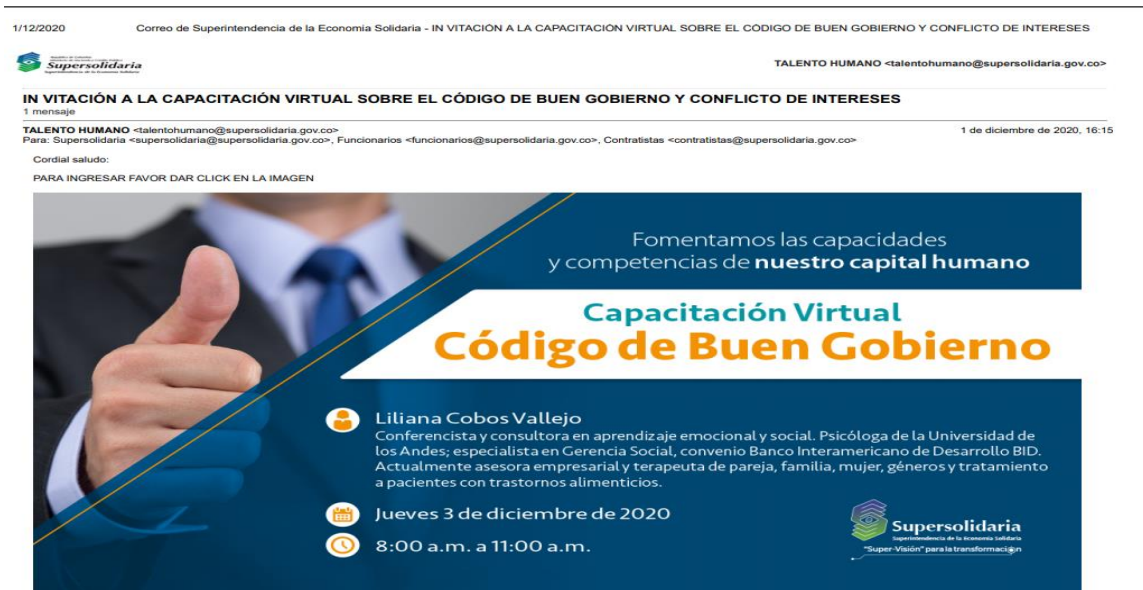 1/12/2020 Correo de Superintendencia de la Economia Solidaria - IN VITACIÓN A LA CAPACITACIÓN VIRTUAL SOBRE EL CÓDIGO DE BUEN GOBIERNO Y CONFLICTO DE INTERESES
Supersolidaria
Superintendencia de la Economía Solidaria
TALENTO HUMANO <talentohumano@supersolidaria.gov.co>
IN VITACIÓN A LA CAPACITACIÓN VIRTUAL SOBRE EL CÓDIGO DE BUEN GOBIERNO Y CONFLICTO DE INTERESES
1 mensaje
TALENTO HUMANO <talentohumano@supersolidaria.gov.co> 1 de diciembre de 2020, 16:15
Para: Supersolidaria <supersolidaria@supersolidaria.gov.co>, Funcionarios <funcionarios@supersolidaria.gov.co>, Contratistas <contratistas@supersolidaria.gov.co>
Cordial saludo:
PARA INGRESAR FAVOR DAR CLICK EN LA IMAGEN
Fomentamos las capacidades
y competencias de nuestro capital humano
Capacitación Virtual
Código de Buen Gobierno
Liliana Cobos Vallejo
Conferencista y consultora en aprendizaje emocional y social. Psicóloga de la Universidad de
los Andes; especialista en Gerencia Social, convenio Banco Interamericano de Desarrollo BID.
Actualmente asesora empresarial y terapeuta de pareja, familia, mujer, géneros y tratamiento
a pacientes con trastornos alimenticios.
Jueves 3 de diciembre de 2020
8:00 a.m. a 11:00 a.m.
Supersolidaria
Superintendencia de la Economía Solidaria
"Super-Visión" para la transformación